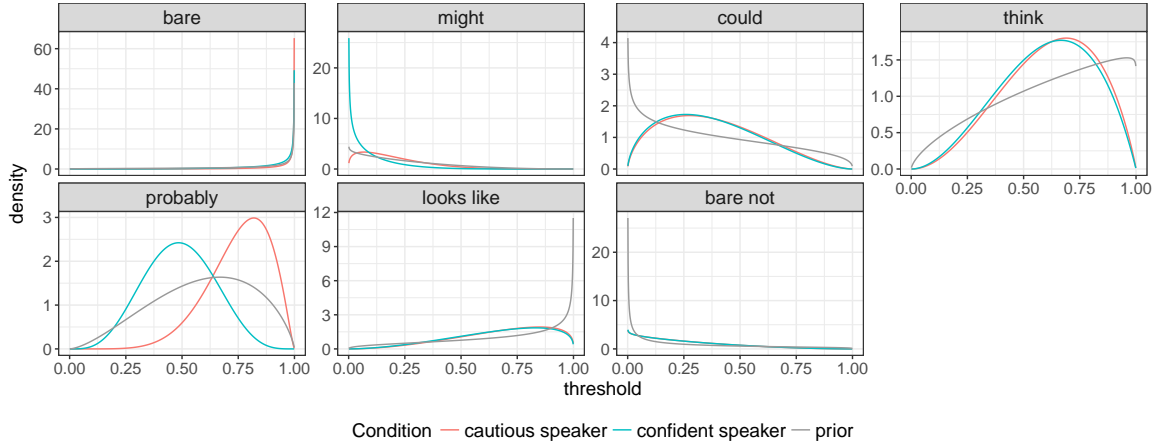 bare
might
could
think
60
40
20
0
20
10
0
4
3
2
1
0
1.5
1.0
0.5
0.0
0.00 0.25 0.50 0.75 1.00
probably
looks like
bare not
3
2
1
0
12
9
6
3
0
20
10
0
0.00 0.25 0.50 0.75 1.00
0.00 0.25 0.50 0.75 1.00
0.00 0.25 0.50 0.75 1.00
density
threshold
Condition cautious speaker confident speaker prior